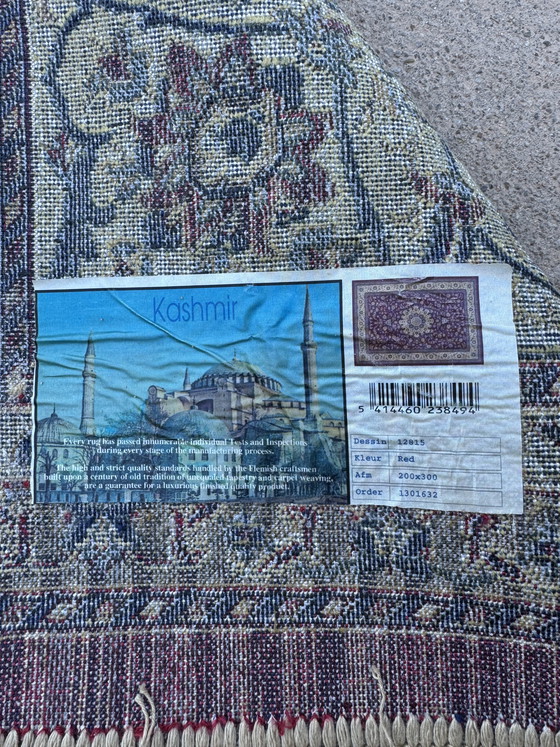 Kashmir
Every rug has passed innumerable individual Tests and Inspections
during every stage of the manufacturing process.
The high and strict quality standards handled by the Flemish craftsmen
built upon a century of old tradition of unequaled tapestry and carpet weaving,
are a guarantee for a luxurious finished quality product.
5 414460 238494
Dessin 12815
Kleur Red
Afm 200x300
Order 1301632